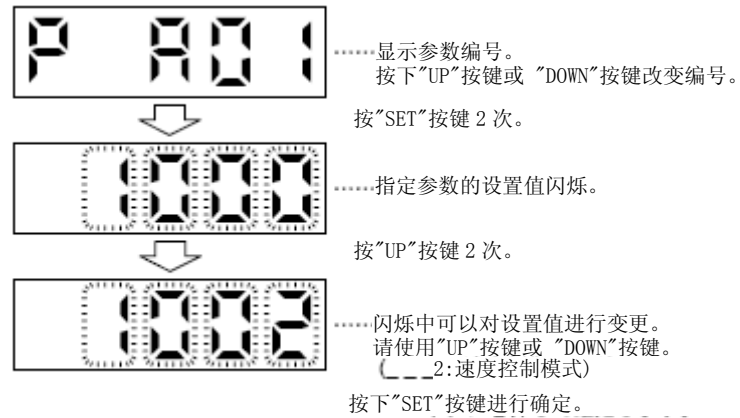 P A01
……显示参数编号。
按下"UP"按键或 "DOWN"按键改变编号。
按"SET"按键 2 次。
1000
……指定参数的设置值闪烁。
按"UP"按键 2 次。
1002
……闪烁中可以对设置值进行变更。
请使用"UP"按键或 "DOWN"按键。
(_ _ _2:速度控制模式)
按下"SET"按键进行确定。